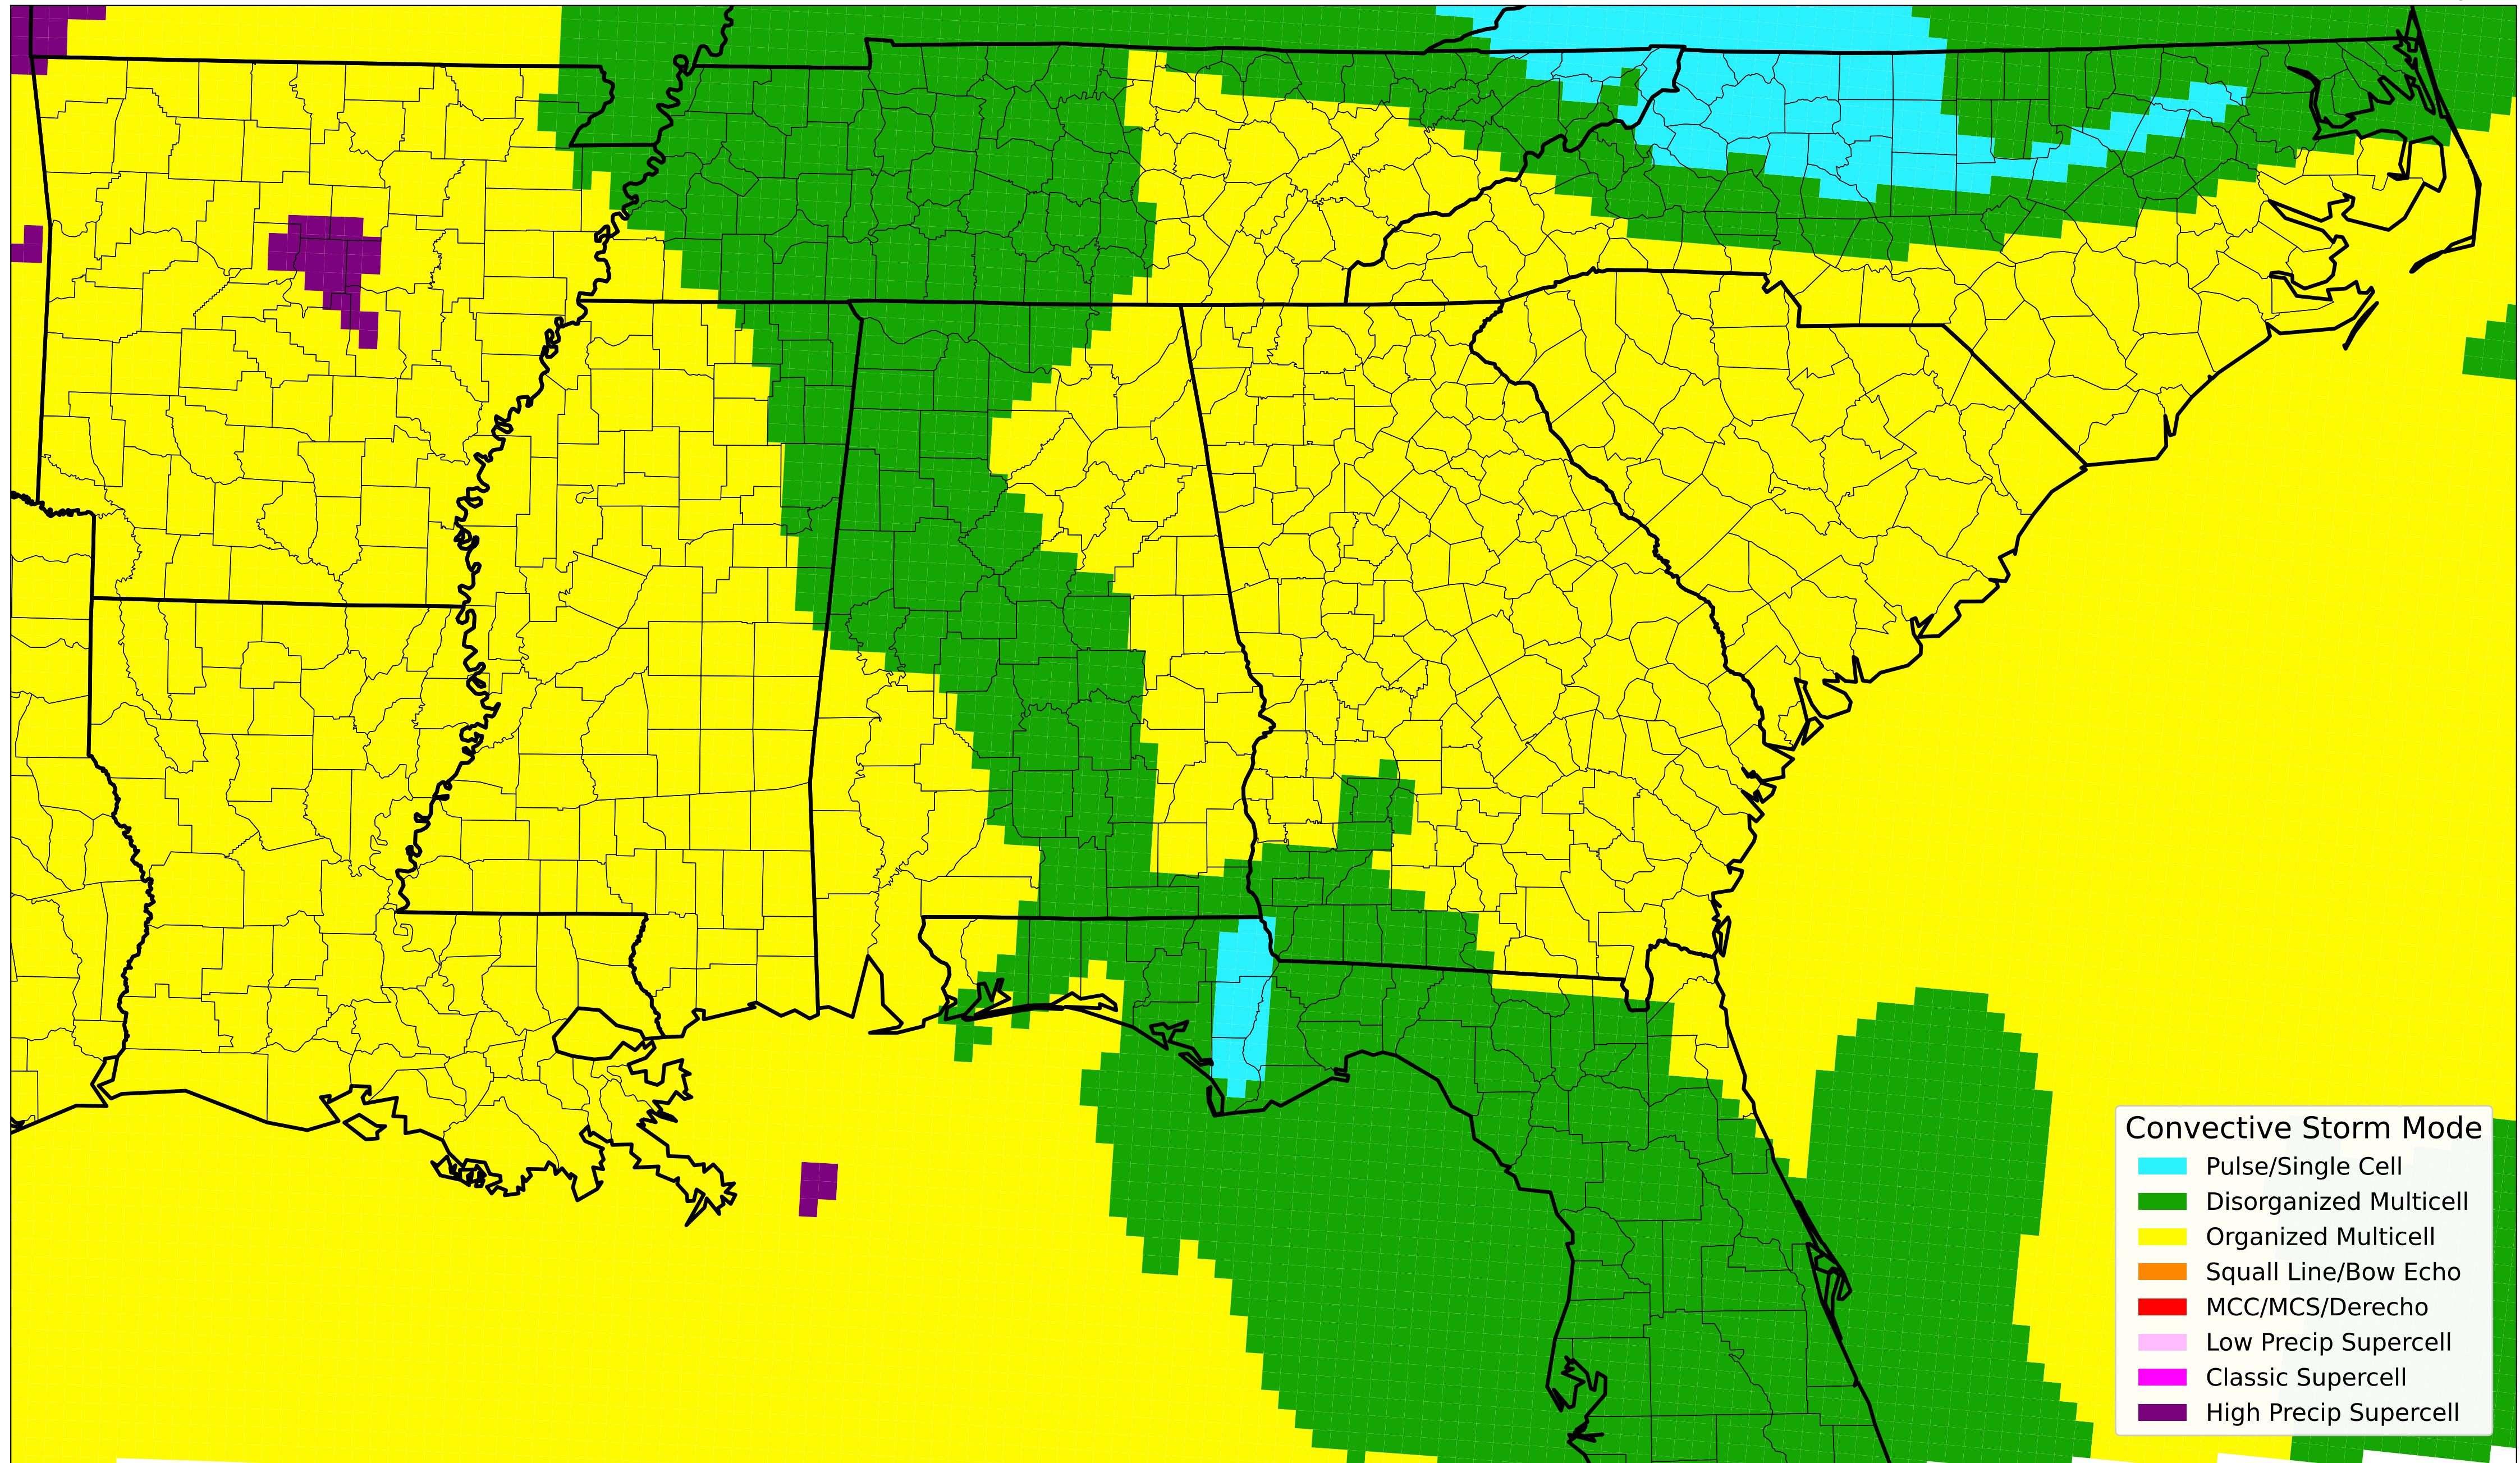 Convective Storm Mode
Pulse/Single Cell
Disorganized Multicell
Organized Multicell
Squall Line/Bow Echo
MCC/MCS/Derecho
Low Precip Supercell
Classic Supercell
High Precip Supercell